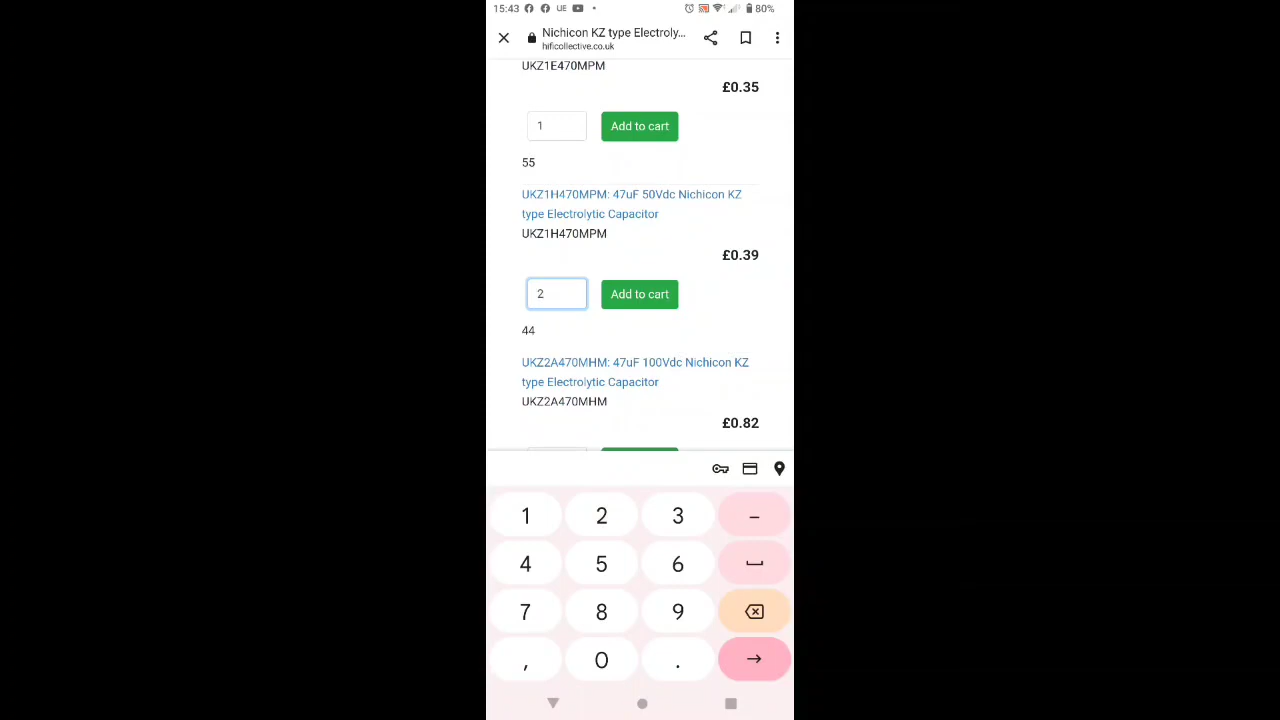 15:43 UE 80%
Nichicon KZ type Electroly...
hificollective.co.uk
UKZ1E470MPM
£0.35
1 Add to cart
55
UKZ1H470MPM: 47uF 50Vdc Nichicon KZ
type Electrolytic Capacitor
UKZ1H470MPM
£0.39
2 Add to cart
44
UKZ2A470MHM: 47uF 100Vdc Nichicon KZ
type Electrolytic Capacitor
UKZ2A470MHM
£0.82
1 2 3 –
4 5 6
7 8 9
, 0 .